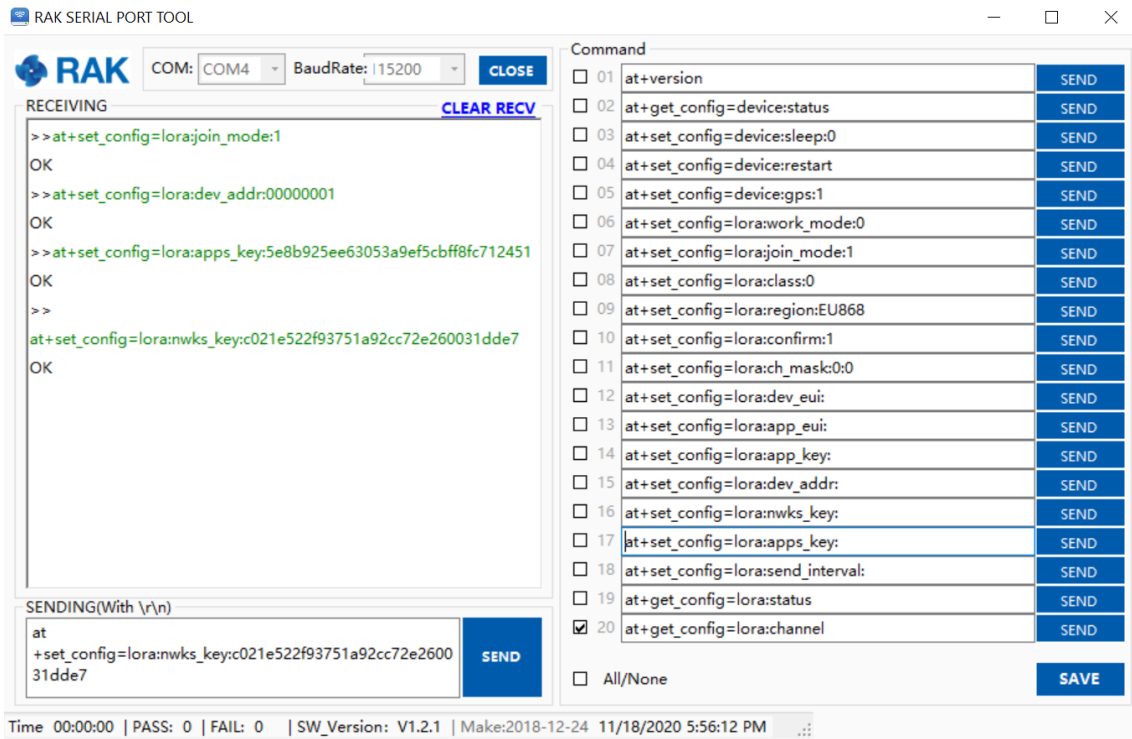 RAK SERIAL PORT TOOL
RAK
COM: COM4 BaudRate: 115200 CLOSE
RECEIVING
CLEAR RECV
>>at+set_config=lora:join_mode:1
OK
>>at+set_config=lora:dev_addr:00000001
OK
>>at+set_config=lora:apps_key:5e8b925ee63053a9ef5cbff8fc712451
OK
>>
at+set_config=lora:nwks_key:c021e522f93751a92cc72e260031dde7
OK
SENDING(With \r\n)
at
+set_config=lora:nwks_key:c021e522f93751a92cc72e2600
31dde7
SEND
Command
01 at+version SEND
02 at+get_config=device:status SEND
03 at+set_config=device:sleep:0 SEND
04 at+set_config=device:restart SEND
05 at+set_config=device:gps:1 SEND
06 at+set_config=lora:work_mode:0 SEND
07 at+set_config=lora:join_mode:1 SEND
08 at+set_config=lora:class:0 SEND
09 at+set_config=lora:region:EU868 SEND
10 at+set_config=lora:confirm:1 SEND
11 at+set_config=lora:ch_mask:0:0 SEND
12 at+set_config=lora:dev_eui: SEND
13 at+set_config=lora:app_eui: SEND
14 at+set_config=lora:app_key: SEND
15 at+set_config=lora:dev_addr: SEND
16 at+set_config=lora:nwks_key: SEND
17 at+set_config=lora:apps_key: SEND
18 at+set_config=lora:send_interval: SEND
19 at+get_config=lora:status SEND
20 at+get_config=lora:channel SEND
All/None SAVE
Time 00:00:00 | PASS: 0 | FAIL: 0 | SW_Version: V1.2.1 | Make:2018-12-24 11/18/2020 5:56:12 PM